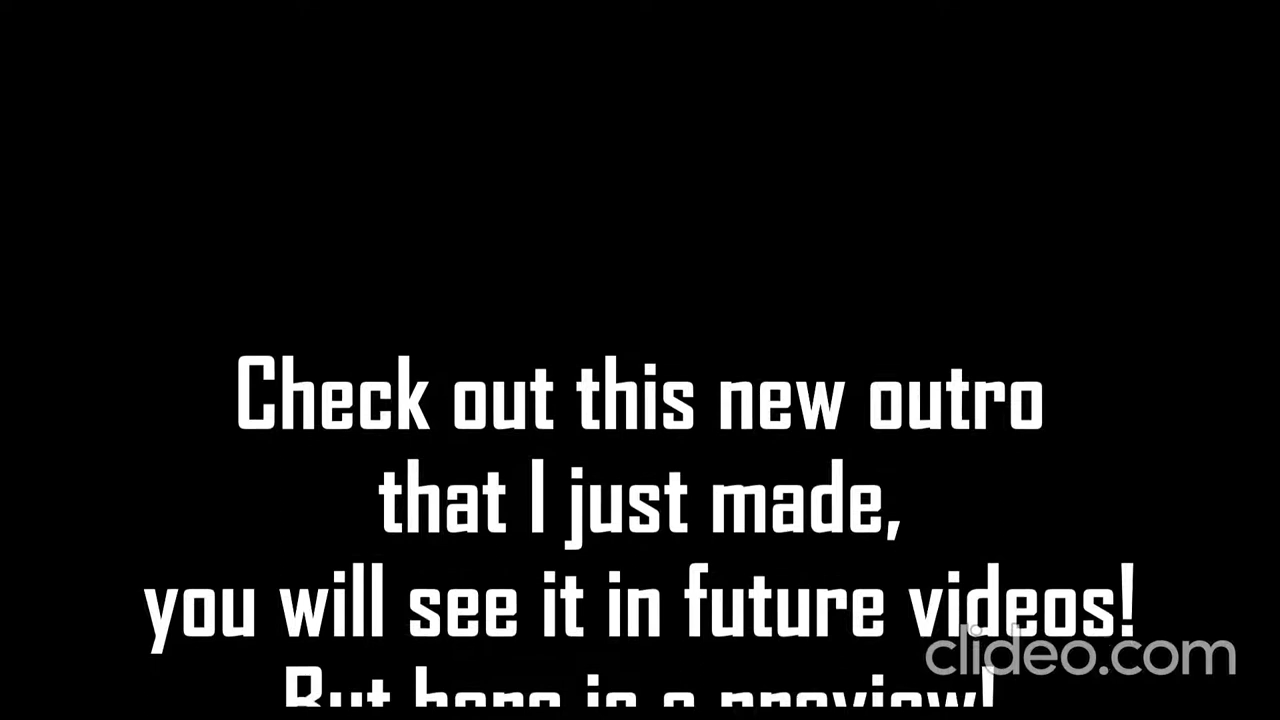 Check out this new outro
that I just made,
you will see it in future videos!
clideo.com
But here is a preview!